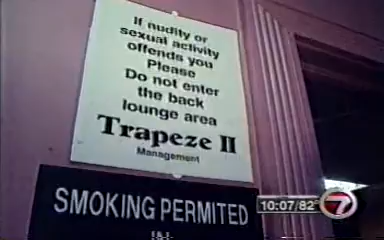 If nudity or
sexual activity
offends you
Please
Do not enter
the back
lounge area
Trapeze II
Management
SMOKING PERMITED
10:07/82° 7